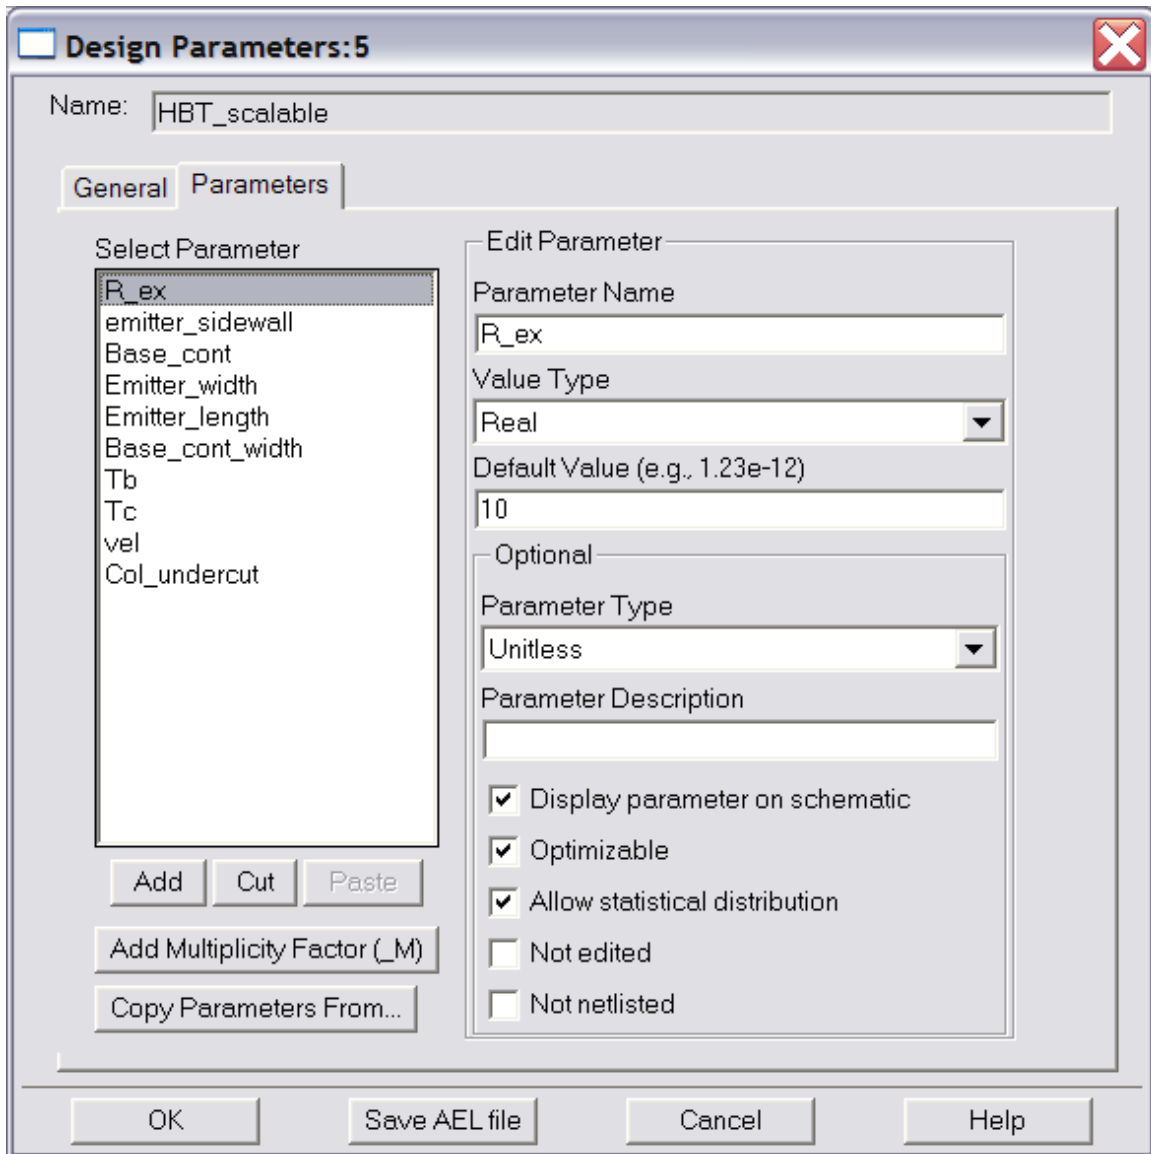 Design Parameters:5
Name: HBT_scalable
General Parameters
Select Parameter
R_ex
emitter_sidewall
Base_cont
Emitter_width
Emitter_length
Base_cont_width
Tb
Tc
vel
Col_undercut
Add Cut Paste
Add Multiplicity Factor (_M)
Copy Parameters From...
Edit Parameter
Parameter Name
R_ex
Value Type
Real
Default Value (e.g., 1.23e-12)
10
Optional
Parameter Type
Unitless
Parameter Description
Display parameter on schematic
Optimizable
Allow statistical distribution
Not edited
Not netlisted
OK Save AEL file Cancel Help